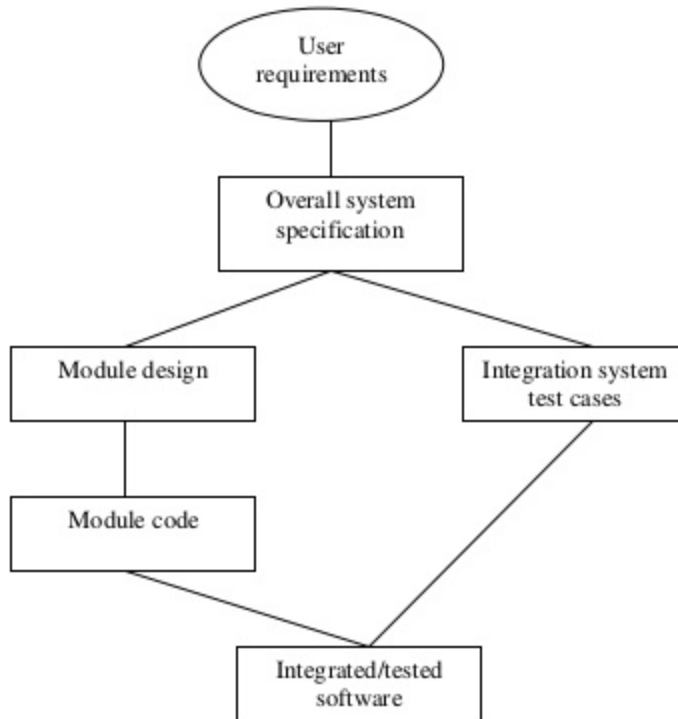 User
requirements
Overall system
specification
Module design
Integration system
test cases
Module code
Integrated/tested
software